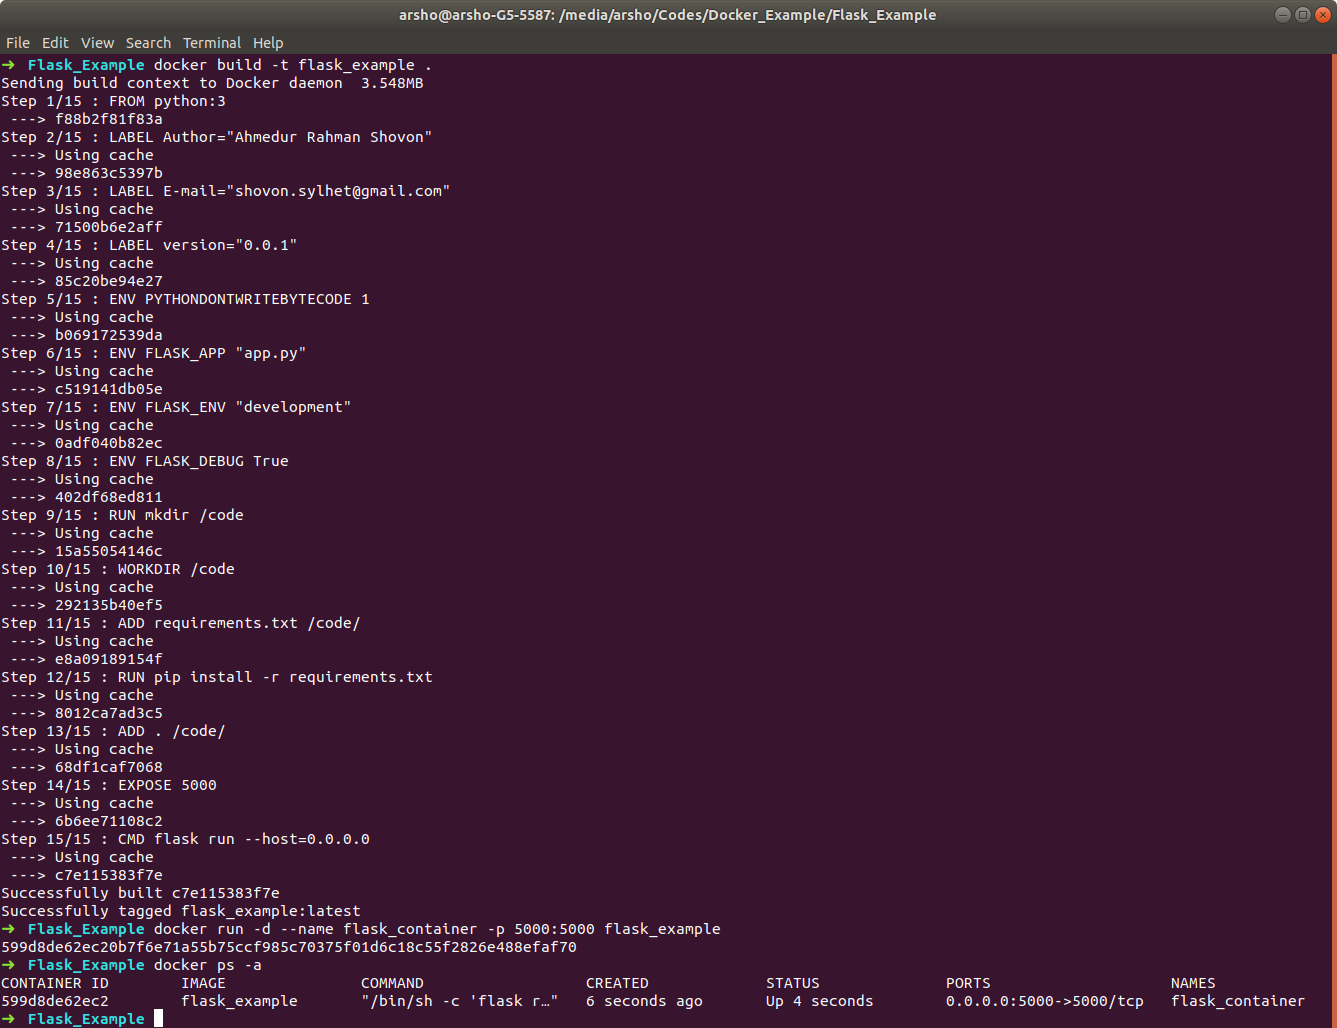 arsho@arsho-G5-5587: /media/arsho/Codes/Docker_Example/Flask_Example
File Edit View Search Terminal Help
➜  Flask_Example docker build -t flask_example .
Sending build context to Docker daemon  3.548MB
Step 1/15 : FROM python:3
 ---> f88b2f81f83a
Step 2/15 : LABEL Author="Ahmedur Rahman Shovon"
 ---> Using cache
 ---> 98e863c5397b
Step 3/15 : LABEL E-mail="shovon.sylhet@gmail.com"
 ---> Using cache
 ---> 71500b6e2aff
Step 4/15 : LABEL version="0.0.1"
 ---> Using cache
 ---> 85c20be94e27
Step 5/15 : ENV PYTHONDONTWRITEBYTECODE 1
 ---> Using cache
 ---> b069172539da
Step 6/15 : ENV FLASK_APP "app.py"
 ---> Using cache
 ---> c519141db05e
Step 7/15 : ENV FLASK_ENV "development"
 ---> Using cache
 ---> 0adf040b82ec
Step 8/15 : ENV FLASK_DEBUG True
 ---> Using cache
 ---> 402df68ed811
Step 9/15 : RUN mkdir /code
 ---> Using cache
 ---> 15a55054146c
Step 10/15 : WORKDIR /code
 ---> Using cache
 ---> 292135b40ef5
Step 11/15 : ADD requirements.txt /code/
 ---> Using cache
 ---> e8a09189154f
Step 12/15 : RUN pip install -r requirements.txt
 ---> Using cache
 ---> 8012ca7ad3c5
Step 13/15 : ADD . /code/
 ---> Using cache
 ---> 68df1caf7068
Step 14/15 : EXPOSE 5000
 ---> Using cache
 ---> 6b6ee71108c2
Step 15/15 : CMD flask run --host=0.0.0.0
 ---> Using cache
 ---> c7e115383f7e
Successfully built c7e115383f7e
Successfully tagged flask_example:latest
➜  Flask_Example docker run -d --name flask_container -p 5000:5000 flask_example
599d8de62ec20b7f6e71a55b75ccf985c70375f01d6c18c55f2826e488efaf70
➜  Flask_Example docker ps -a
CONTAINER ID        IMAGE               COMMAND                  CREATED             STATUS              PORTS                    NAMES
599d8de62ec2        flask_example       "/bin/sh -c 'flask r…"   6 seconds ago       Up 4 seconds        0.0.0.0:5000->5000/tcp   flask_container
➜  Flask_Example